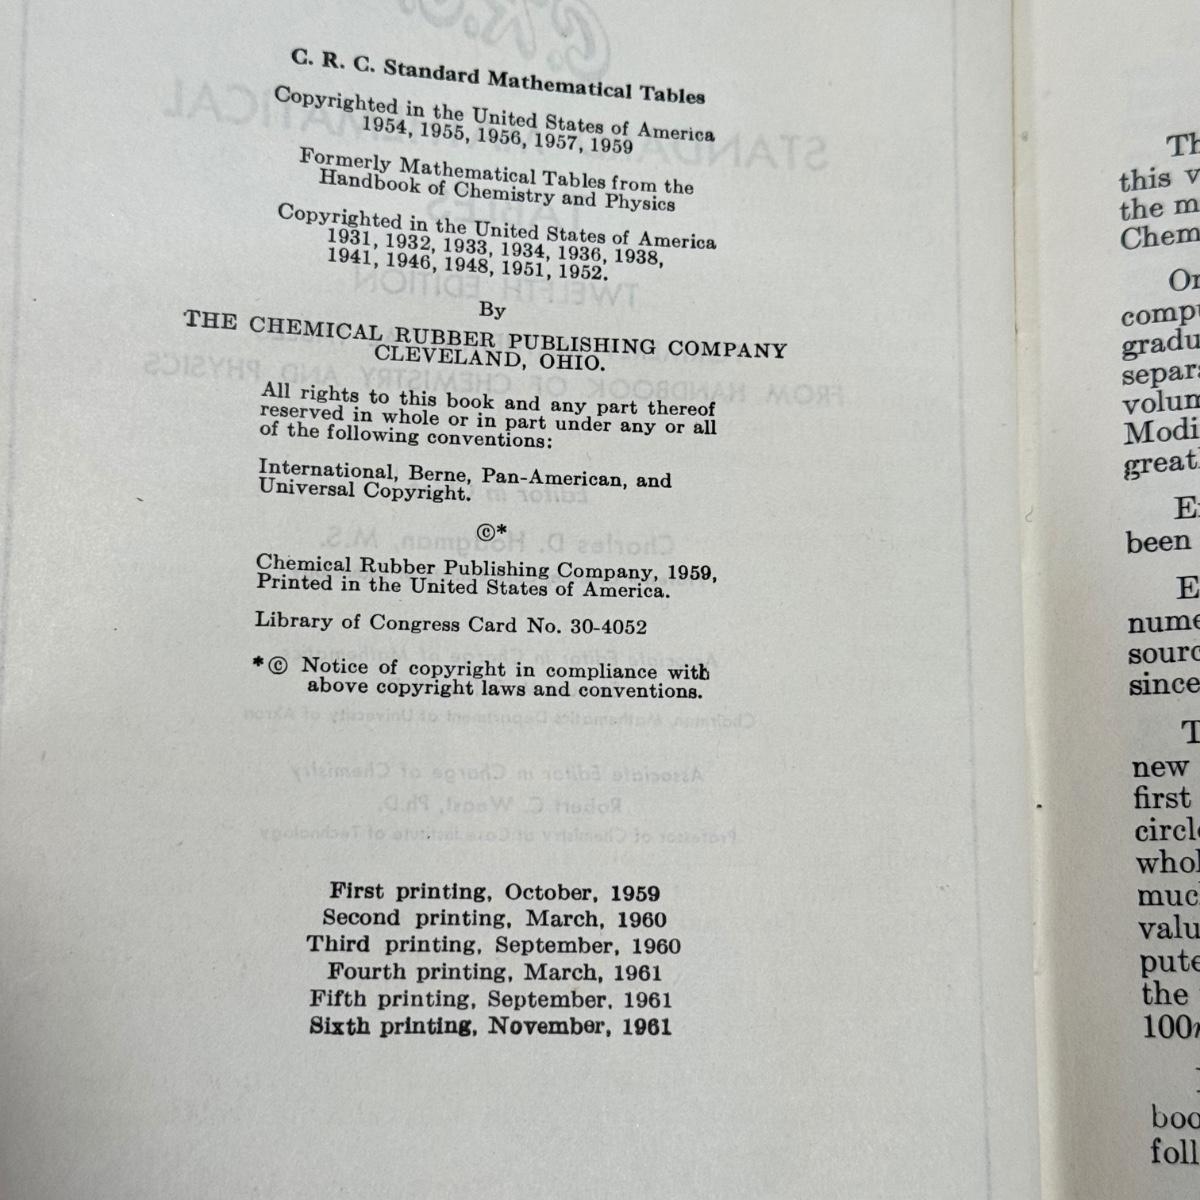 C. R. C. Standard Mathematical Tables
Copyrighted in the United States of America
1954, 1955, 1956, 1957, 1959
Formerly Mathematical Tables from the
Handbook of Chemistry and Physics
Copyrighted in the United States of America
1931, 1932, 1933, 1934, 1936, 1938,
1941, 1946, 1948, 1951, 1952.
By
THE CHEMICAL RUBBER PUBLISHING COMPANY
CLEVELAND, OHIO.
All rights to this book and any part thereof
reserved in whole or in part under any or all
of the following conventions:
International, Berne, Pan-American, and
Universal Copyright.
©*
Chemical Rubber Publishing Company, 1959,
Printed in the United States of America.
Library of Congress Card No. 30-4052
*© Notice of copyright in compliance with
above copyright laws and conventions.
First printing, October, 1959
Second printing, March, 1960
Third printing, September, 1960
Fourth printing, March, 1961
Fifth printing, September, 1961
Sixth printing, November, 1961
Th
this v
the m
Chem
Or
compu
gradu
separa
volum
Modi
greatl
been
E
nume
sourc
since
T
new
first
circle
whol
much
valu
pute
the
100
boo
foll